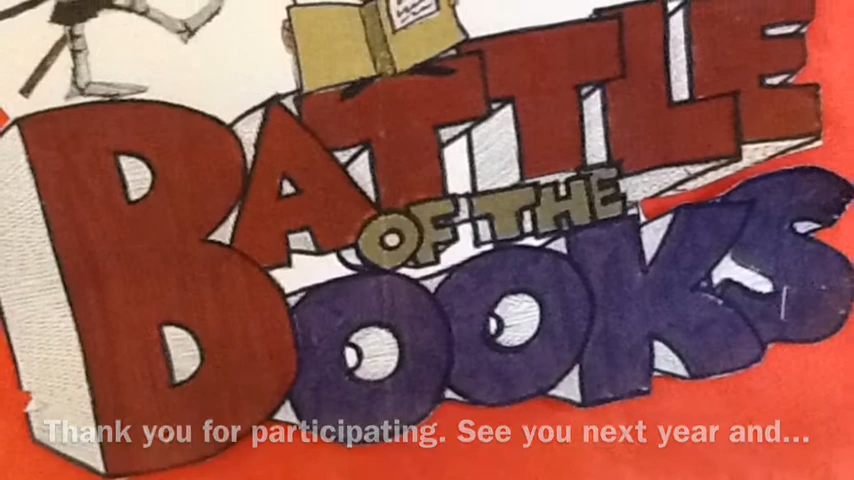 BATTLE
OF THE
BOOKS
Thank you for participating. See you next year and...